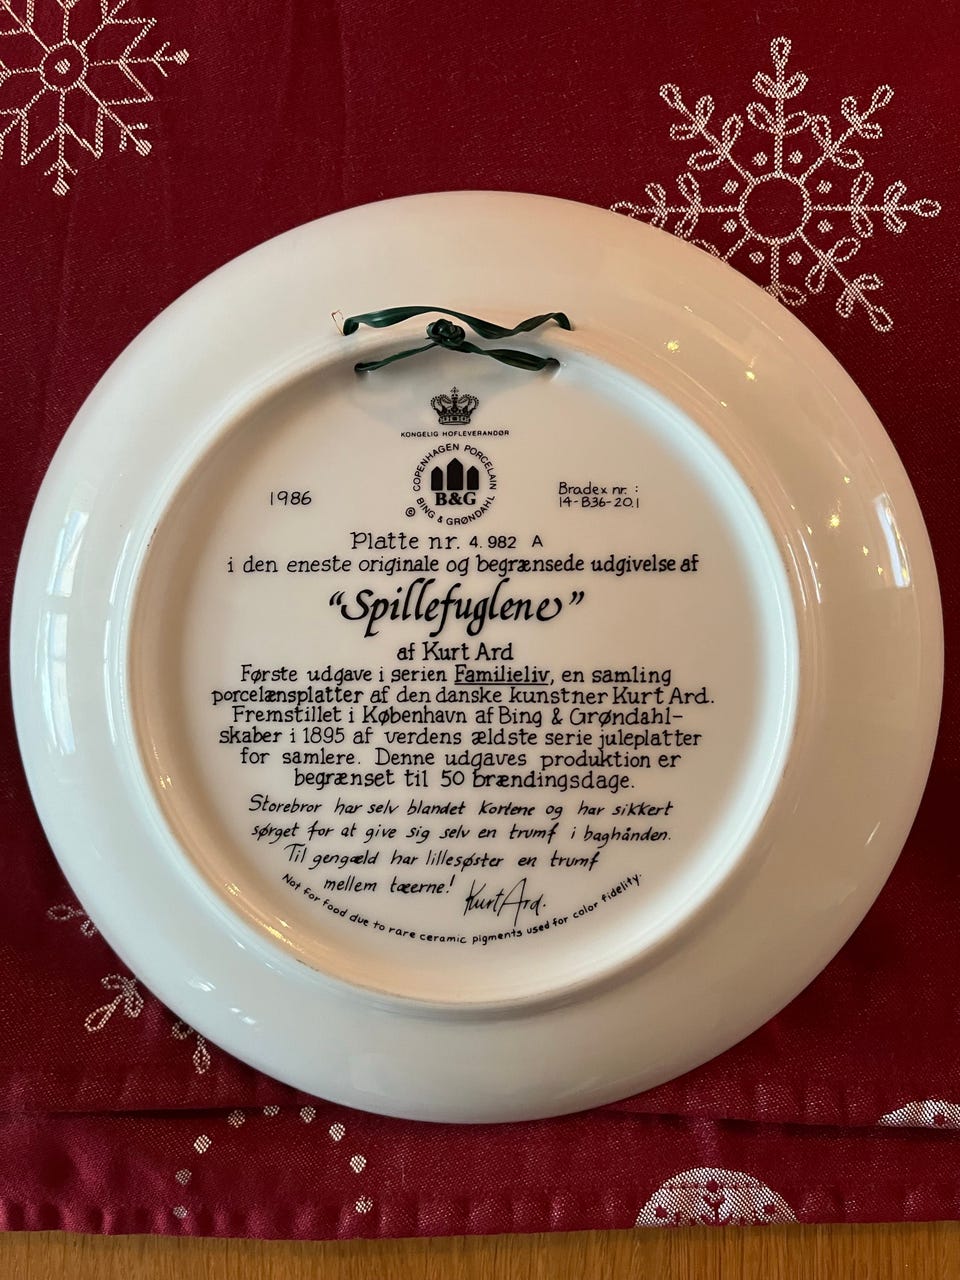 KONGELIG HOFLEVERANDØR
COPENHAGEN PORCELAIN
B&G
© BING & GRØNDAHL
1986
Bradex nr. :
14-B36-20.1
Platte nr. 4.982 A
i den eneste originale og begrænsede udgivelse af
“Spillefuglene”
af Kurt Ard
Første udgave i serien Familieliv, en samling
porcelænsplatter af den danske kunstner Kurt Ard.
Fremstillet i København af Bing & Grøndahl-
skaber i 1895 af verdens ældste serie juleplatter
for samlere. Denne udgaves produktion er
begrænset til 50 brændingsdage.
Storebror har selv blandet kortene og har sikkert
sørget for at give sig selv en trumf i baghånden.
Til gengæld har lillesøster en trumf
mellem tæerne! Kurt Ard.
Not for food due to rare ceramic pigments used for color fidelity.